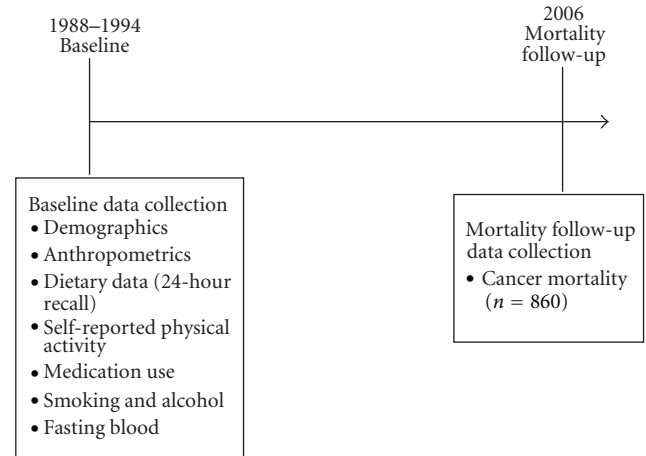 1988–1994
Baseline
2006
Mortality
follow-up
Baseline data collection
• Demographics
• Anthropometrics
• Dietary data (24-hour
recall)
• Self-reported physical
activity
• Medication use
• Smoking and alcohol
• Fasting blood
Mortality follow-up
data collection
• Cancer mortality
(n = 860)